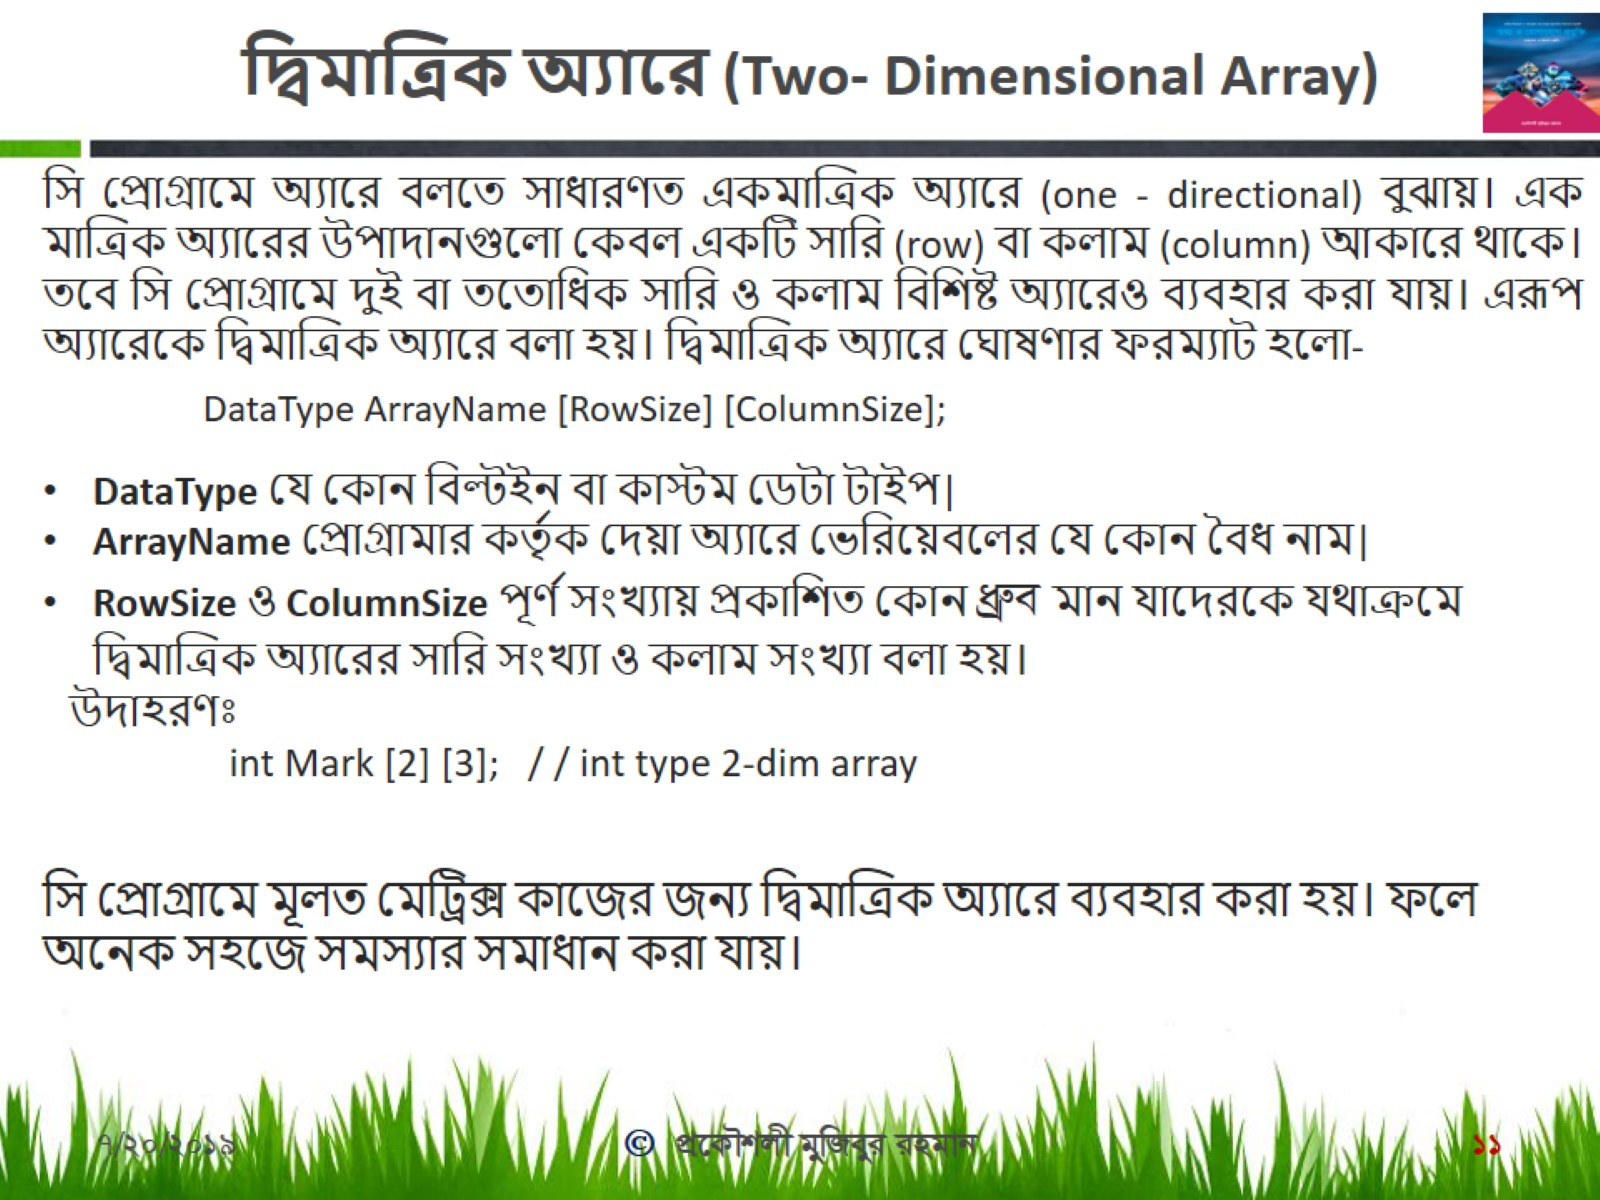 দ্বিমাত্রিক অ্যারে (Two- Dimensional Array)
সি প্রোগ্রামে অ্যারে বলতে সাধারণত একমাত্রিক অ্যারে (one - directional) বুঝায়। এক
মাত্রিক অ্যারের উপাদানগুলো কেবল একটি সারি (row) বা কলাম (column) আকারে থাকে।
তবে সি প্রোগ্রামে দুই বা ততোধিক সারি ও কলাম বিশিষ্ট অ্যারেও ব্যবহার করা যায়। এরূপ
অ্যারেকে দ্বিমাত্রিক অ্যারে বলা হয়। দ্বিমাত্রিক অ্যারে ঘোষণার ফরম্যাট হলো-
DataType ArrayName [RowSize] [ColumnSize];
• DataType যে কোন বিল্টইন বা কাস্টম ডেটা টাইপ|
• ArrayName প্রোগ্রামার কর্তৃক দেয়া অ্যারে ভেরিয়েবলের যে কোন বৈধ নাম|
• RowSize ও ColumnSize পূর্ণ সংখ্যায় প্রকাশিত কোন ধ্রুব মান যাদেরকে যথাক্রমে
দ্বিমাত্রিক অ্যারের সারি সংখ্যা ও কলাম সংখ্যা বলা হয়।
উদাহরণঃ
int Mark [2] [3]; / / int type 2-dim array
সি প্রোগ্রামে মূলত মেট্রিক্স কাজের জন্য দ্বিমাত্রিক অ্যারে ব্যবহার করা হয়। ফলে
অনেক সহজে সমস্যার সমাধান করা যায়।
৭/২০/২০১৯
© প্রকৌশলী মুজিবুর রহমান
১১